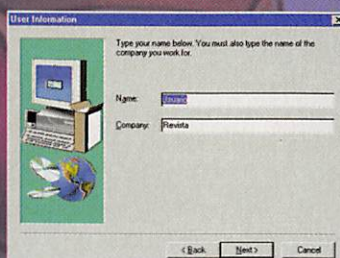 User Information
Type your name below. You must also type the name of the
company you work for.
Name: Usuario
Company: Revista
< Back Next > Cancel